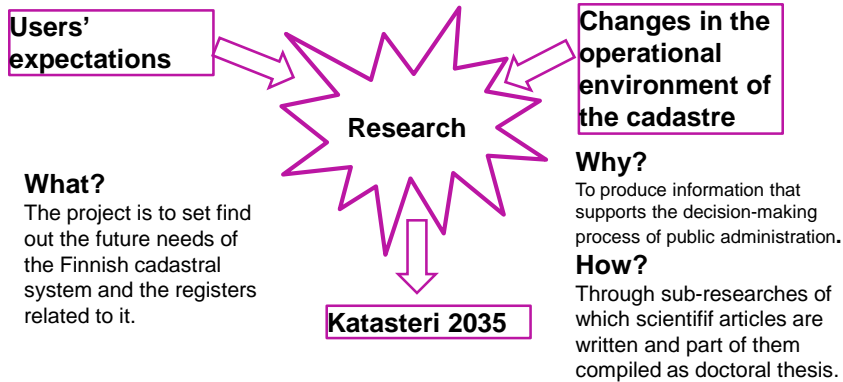 Users'
expectations
Changes in the
operational
environment of
the cadastre
Research
What?
The project is to set find
out the future needs of
the Finnish cadastral
system and the registers
related to it.
Why?
To produce information that
supports the decision-making
process of public administration.
How?
Through sub-researches of
which scientifif articles are
written and part of them
compiled as doctoral thesis.
Katasteri 2035